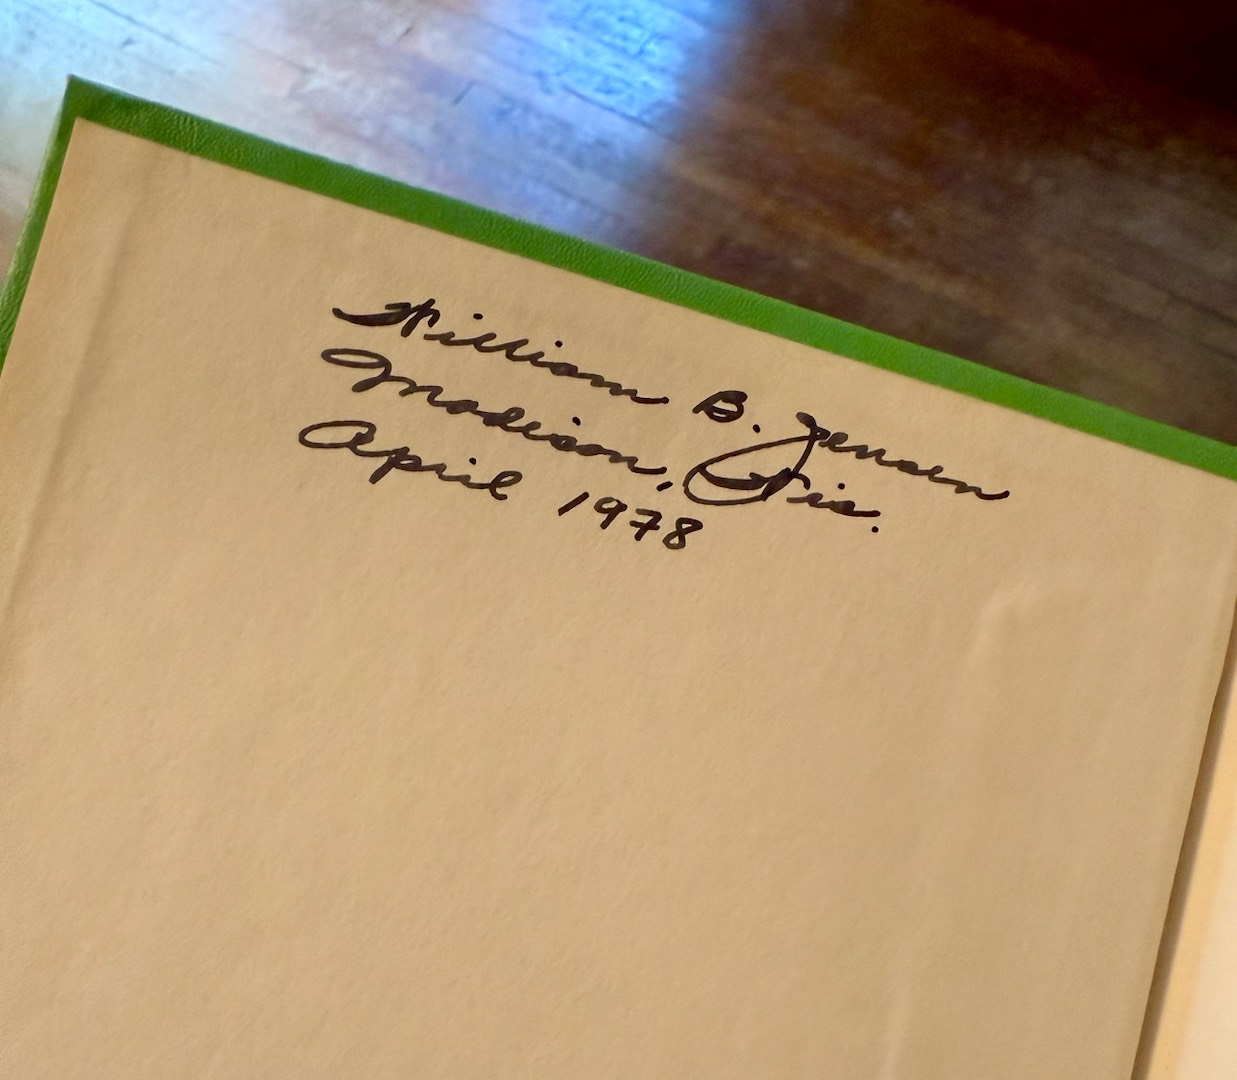 William B. Jensen
Madison, Wis.
April 1978